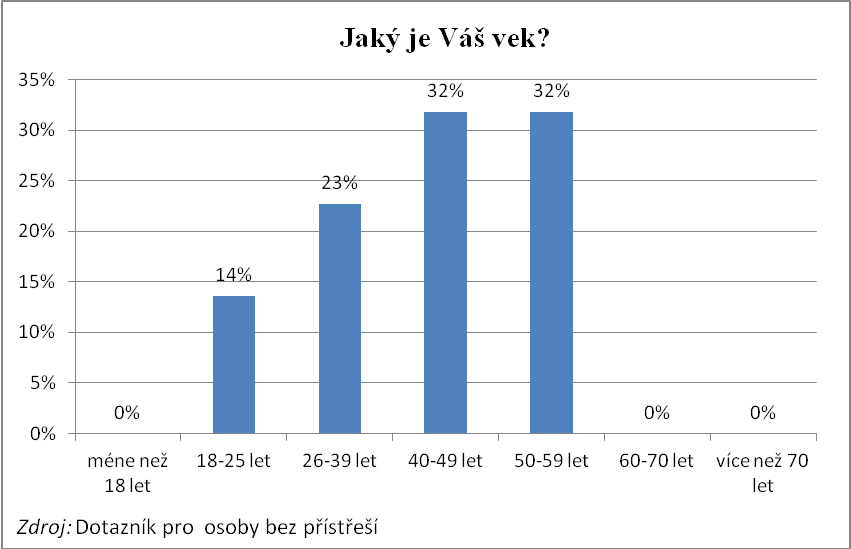 Jaký je Váš vek?
35%
30%
25%
20%
15%
10%
5%
0%
0%
14%
23%
32%
32%
0%
0%
méne než 18 let
18-25 let
26-39 let
40-49 let
50-59 let
60-70 let
více než 70 let
Zdroj: Dotazník pro  osoby bez přístřeší